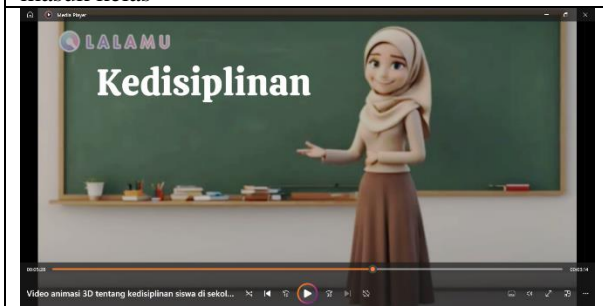 Media Player
LALAMU
Kedisiplinan
Video animasi 3D tentang kedisiplinan siswa di sekol...